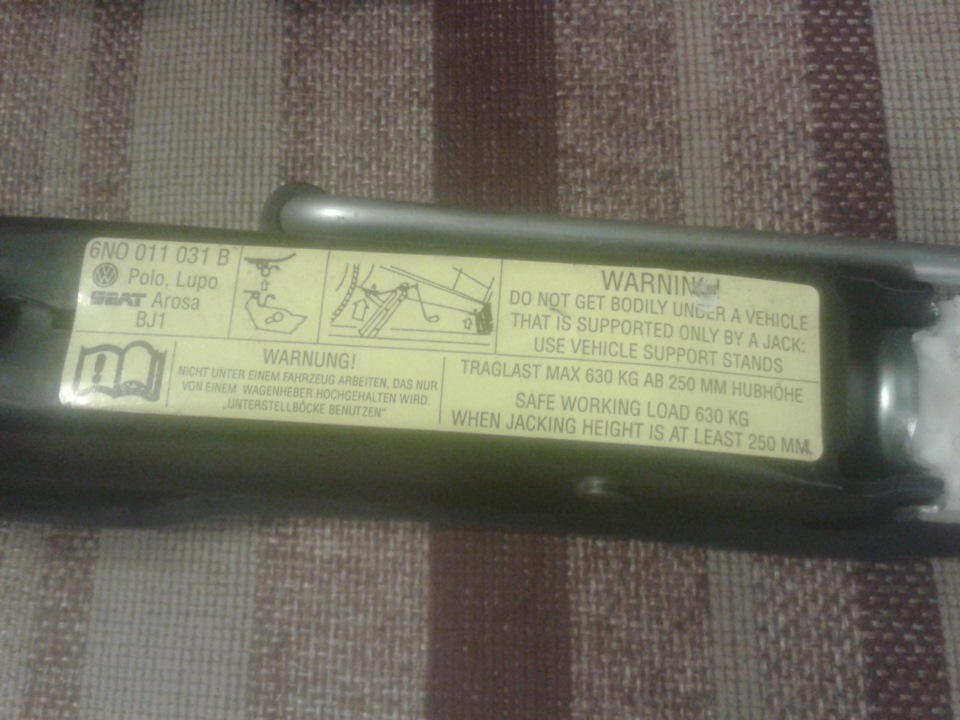 6N0 011 031 B
Polo, Lupo
SEAT Arosa
BJ1
WARNUNG!
NICHT UNTER EINEM FAHRZEUG ARBEITEN, DAS NUR
VON EINEM WAGENHEBER HOCHGEHALTEN WIRD.
„UNTERSTELLBÖCKE BENUTZEN"
WARNING!
DO NOT GET BODILY UNDER A VEHICLE
THAT IS SUPPORTED ONLY BY A JACK:
USE VEHICLE SUPPORT STANDS
TRAGLAST MAX 630 KG AB 250 MM HUBHÖHE
SAFE WORKING LOAD 630 KG
WHEN JACKING HEIGHT IS AT LEAST 250 MM